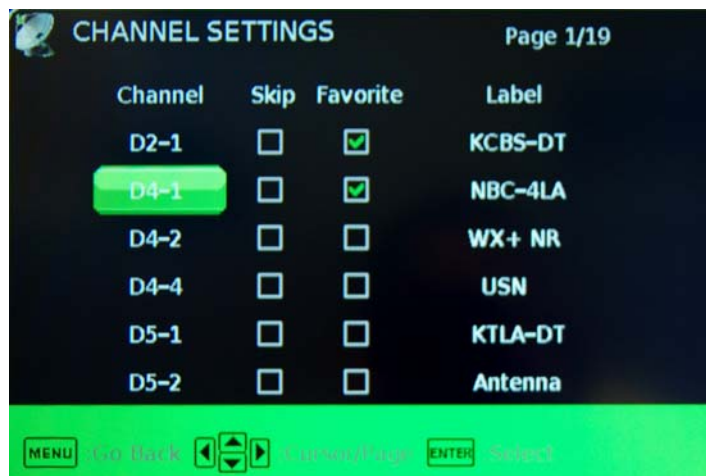 CHANNEL SETTINGS Page 1/19
Channel Skip Favorite Label
D2-1 KCBS-DT
D4-1 NBC-4LA
D4-2 WX+ NR
D4-4 USN
D5-1 KTLA-DT
D5-2 Antenna
MENU Go Back Cursor/Page ENTER Select